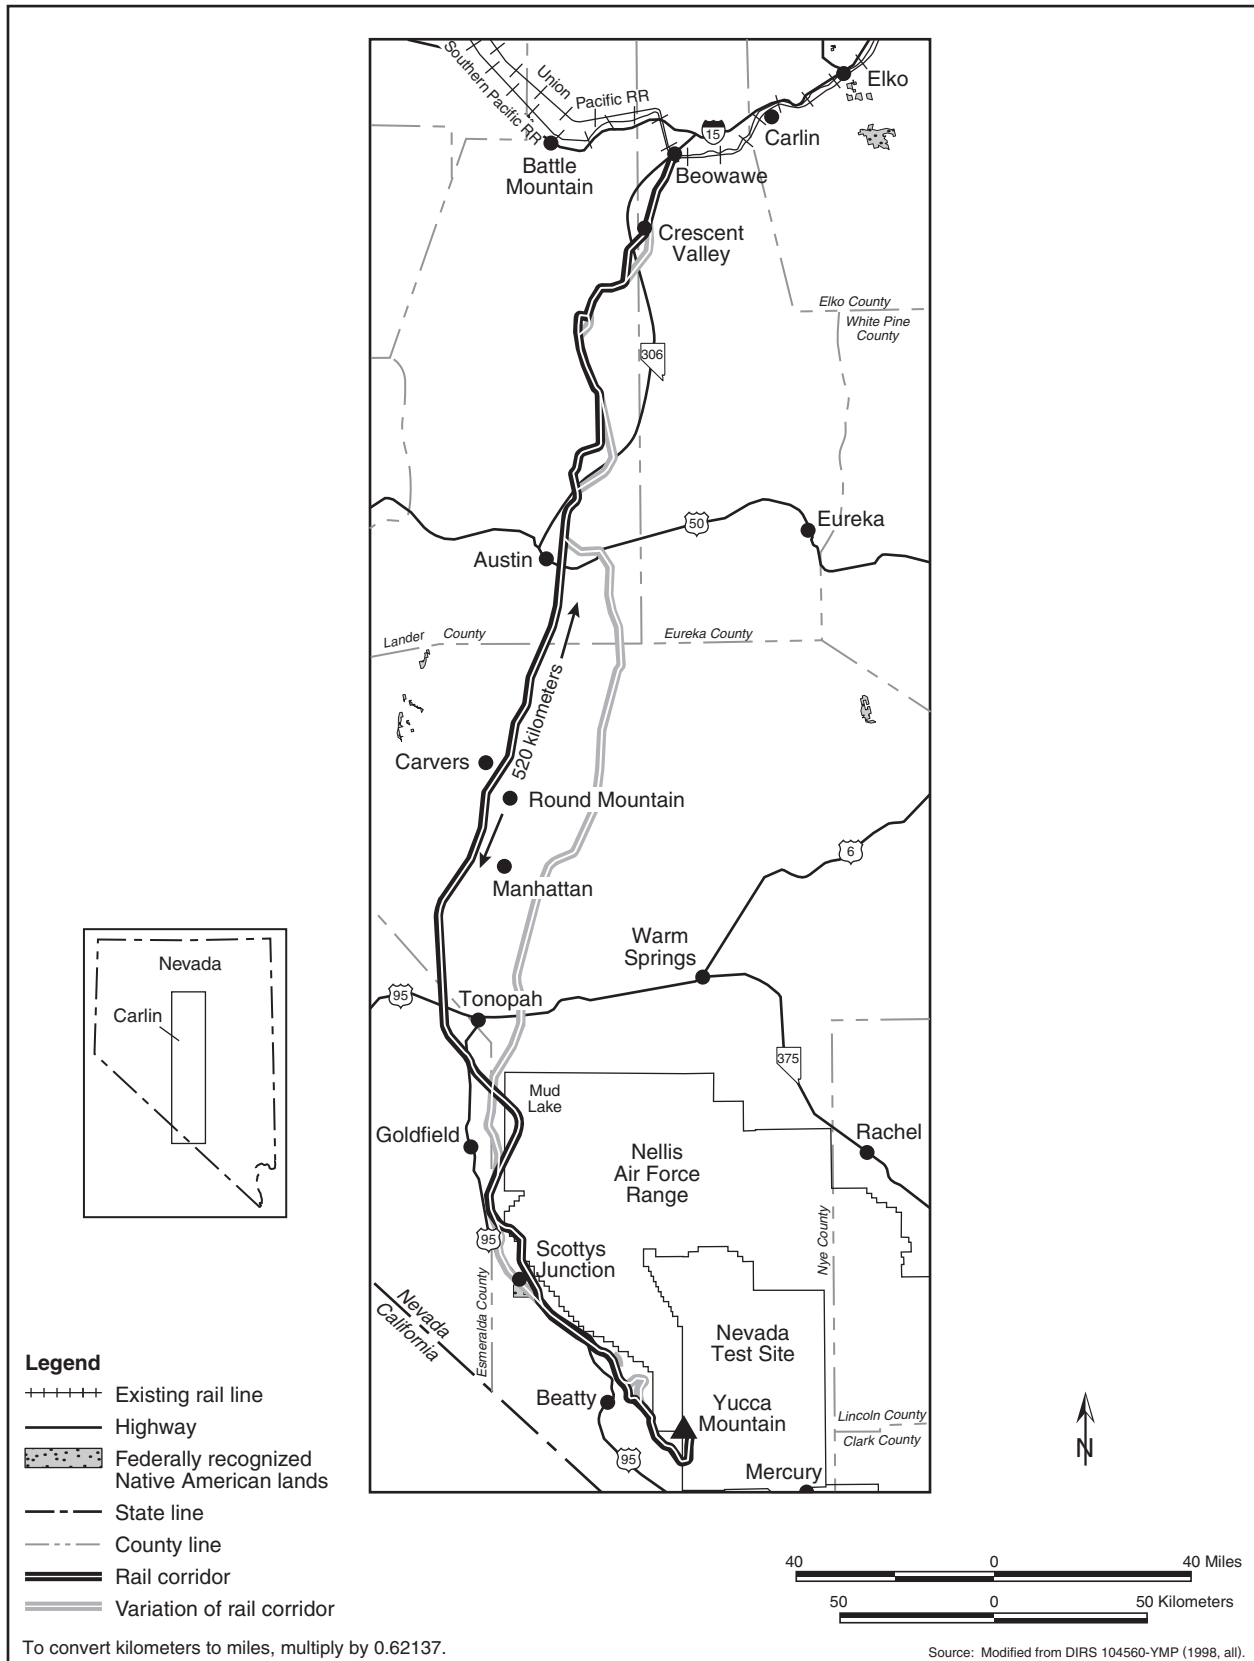 Southern Pacific RR
Union
Pacific RR
Elko
15
Carlin
Battle
Mountain
Beowawe
Crescent
Valley
Elko County
White Pine
County
306
50
Eureka
Austin
Lander County
Eureka County
520 kilometers
Carvers
Round Mountain
6
Manhattan
Warm
Springs
Nevada
Carlin
95
Tonopah
375
Mud
Lake
Goldfield
Rachel
Nellis
Air Force
Range
95
Scottys
Junction
Nye County
Esmeralda County
Nevada
California
Nevada
Test Site
Beatty
Yucca
Mountain
Lincoln County
Clark County
95
Mercury
N
Legend
Existing rail line
Highway
Federally recognized
Native American lands
State line
County line
Rail corridor
Variation of rail corridor
40 0 40 Miles
50 0 50 Kilometers
To convert kilometers to miles, multiply by 0.62137.
Source: Modified from DIRS 104560-YMP (1998, all).